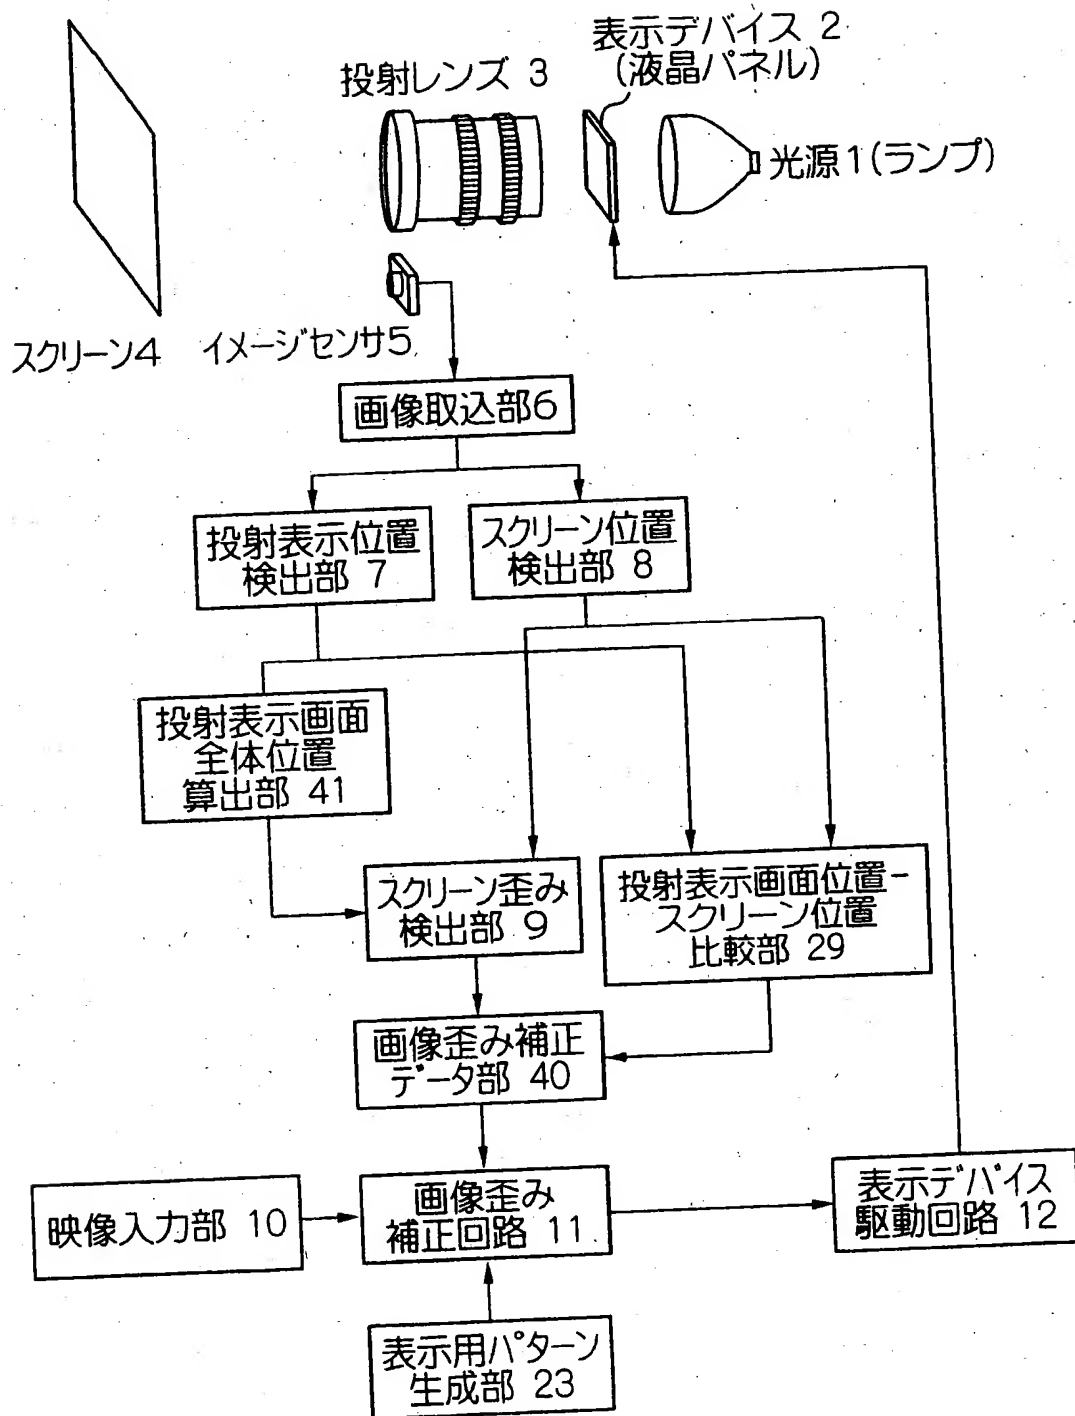 表示デバイス 2
(液晶パネル)
投射レンズ 3
光源1(ランプ)
スクリーン4
イメージセンサ5
画像取込部6
投射表示位置
検出部 7
スクリーン位置
検出部 8
投射表示画面
全体位置
算出部 41
スクリーン歪み
検出部 9
投射表示画面位置-
スクリーン位置
比較部 29
画像歪み補正
データ部 40
映像入力部 10
画像歪み
補正回路 11
表示デバイス
駆動回路 12
表示用パターン
生成部 23